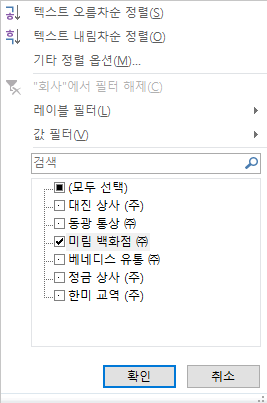 텍스트 오름차순 정렬(S)
텍스트 내림차순 정렬(O)
기타 정렬 옵션(M)...
"회사"에서 필터 해제(C)
레이블 필터(L)
값 필터(V)
검색
(모두 선택)
대진 상사 (주)
동광 통상 ㈜
미림 백화점 ㈜
베네디스 유통 ㈜
정금 상사 (주)
한미 교역 (주)
확인
취소